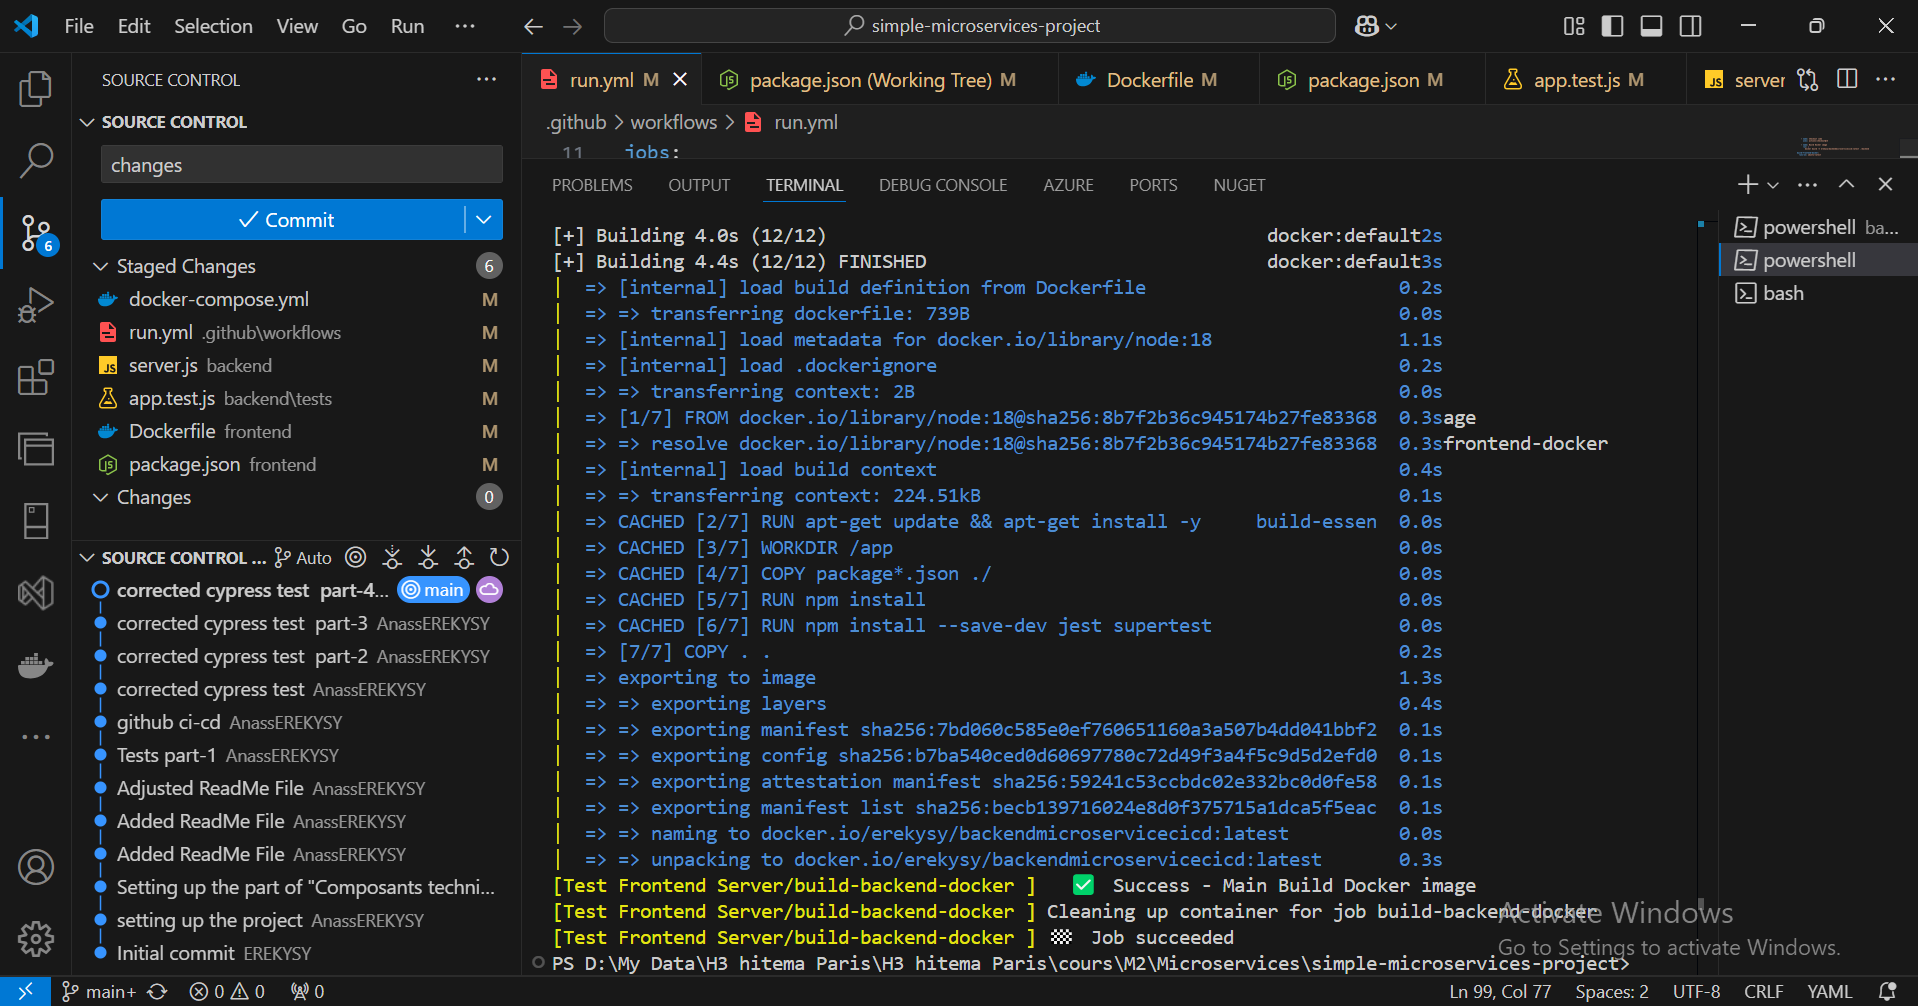 File Edit Selection View Go Run ··· simple-microservices-project
SOURCE CONTROL
SOURCE CONTROL
changes
Commit
Staged Changes 6
docker-compose.yml M
run.yml .github\workflows M
server.js backend M
app.test.js backend\tests M
Dockerfile frontend M
package.json frontend M
Changes 0
SOURCE CONTROL ... Auto
corrected cypress test part-4... main
corrected cypress test part-3 AnassEREKYSY
corrected cypress test part-2 AnassEREKYSY
corrected cypress test AnassEREKYSY
github ci-cd AnassEREKYSY
Tests part-1 AnassEREKYSY
Adjusted ReadMe File AnassEREKYSY
Added ReadMe File AnassEREKYSY
Added ReadMe File AnassEREKYSY
Setting up the part of "Composants techni...
setting up the project AnassEREKYSY
Initial commit EREKYSY
6
run.yml M package.json (Working Tree) M Dockerfile M package.json M app.test.js M JS server
.github > workflows > run.yml
11 jobs:
PROBLEMS OUTPUT TERMINAL DEBUG CONSOLE AZURE PORTS NUGET
powershell ba...
powershell
bash
[+] Building 4.0s (12/12) docker:default2s
[+] Building 4.4s (12/12) FINISHED docker:default3s
| => [internal] load build definition from Dockerfile 0.2s
| => => transferring dockerfile: 739B 0.0s
| => [internal] load metadata for docker.io/library/node:18 1.1s
| => [internal] load .dockerignore 0.2s
| => => transferring context: 2B 0.0s
| => [1/7] FROM docker.io/library/node:18@sha256:8b7f2b36c945174b27fe83368 0.3sage
| => => resolve docker.io/library/node:18@sha256:8b7f2b36c945174b27fe83368 0.3sfrontend-docker
| => [internal] load build context 0.4s
| => => transferring context: 224.51kB 0.1s
| => CACHED [2/7] RUN apt-get update && apt-get install -y build-essen 0.0s
| => CACHED [3/7] WORKDIR /app 0.0s
| => CACHED [4/7] COPY package*.json ./ 0.0s
| => CACHED [5/7] RUN npm install 0.0s
| => CACHED [6/7] RUN npm install --save-dev jest supertest 0.0s
| => [7/7] COPY . . 0.2s
| => exporting to image 1.3s
| => => exporting layers 0.4s
| => => exporting manifest sha256:7bd060c585e0ef760651160a3a507b4dd041bbf2 0.1s
| => => exporting config sha256:b7ba540ced0d60697780c72d49f3a4f5c9d5d2efd0 0.1s
| => => exporting attestation manifest sha256:59241c53ccbdc02e332bc0d0fe58 0.1s
| => => exporting manifest list sha256:becb139716024e8d0f375715a1dca5f5eac 0.1s
| => => naming to docker.io/erekysy/backendmicroservicecicd:latest 0.0s
| => => unpacking to docker.io/erekysy/backendmicroservicecicd:latest 0.3s
[Test Frontend Server/build-backend-docker ] ✅ Success - Main Build Docker image
[Test Frontend Server/build-backend-docker ] Cleaning up container for job build-backend-docker
[Test Frontend Server/build-backend-docker ] 🏁 Job succeeded
PS D:\My Data\H3 hitema Paris\H3 hitema Paris\cours\M2\Microservices\simple-microservices-project>
Activate Windows
Go to Settings to activate Windows.
main+ 0 0 0 Ln 99, Col 77 Spaces: 2 UTF-8 CRLF YAML